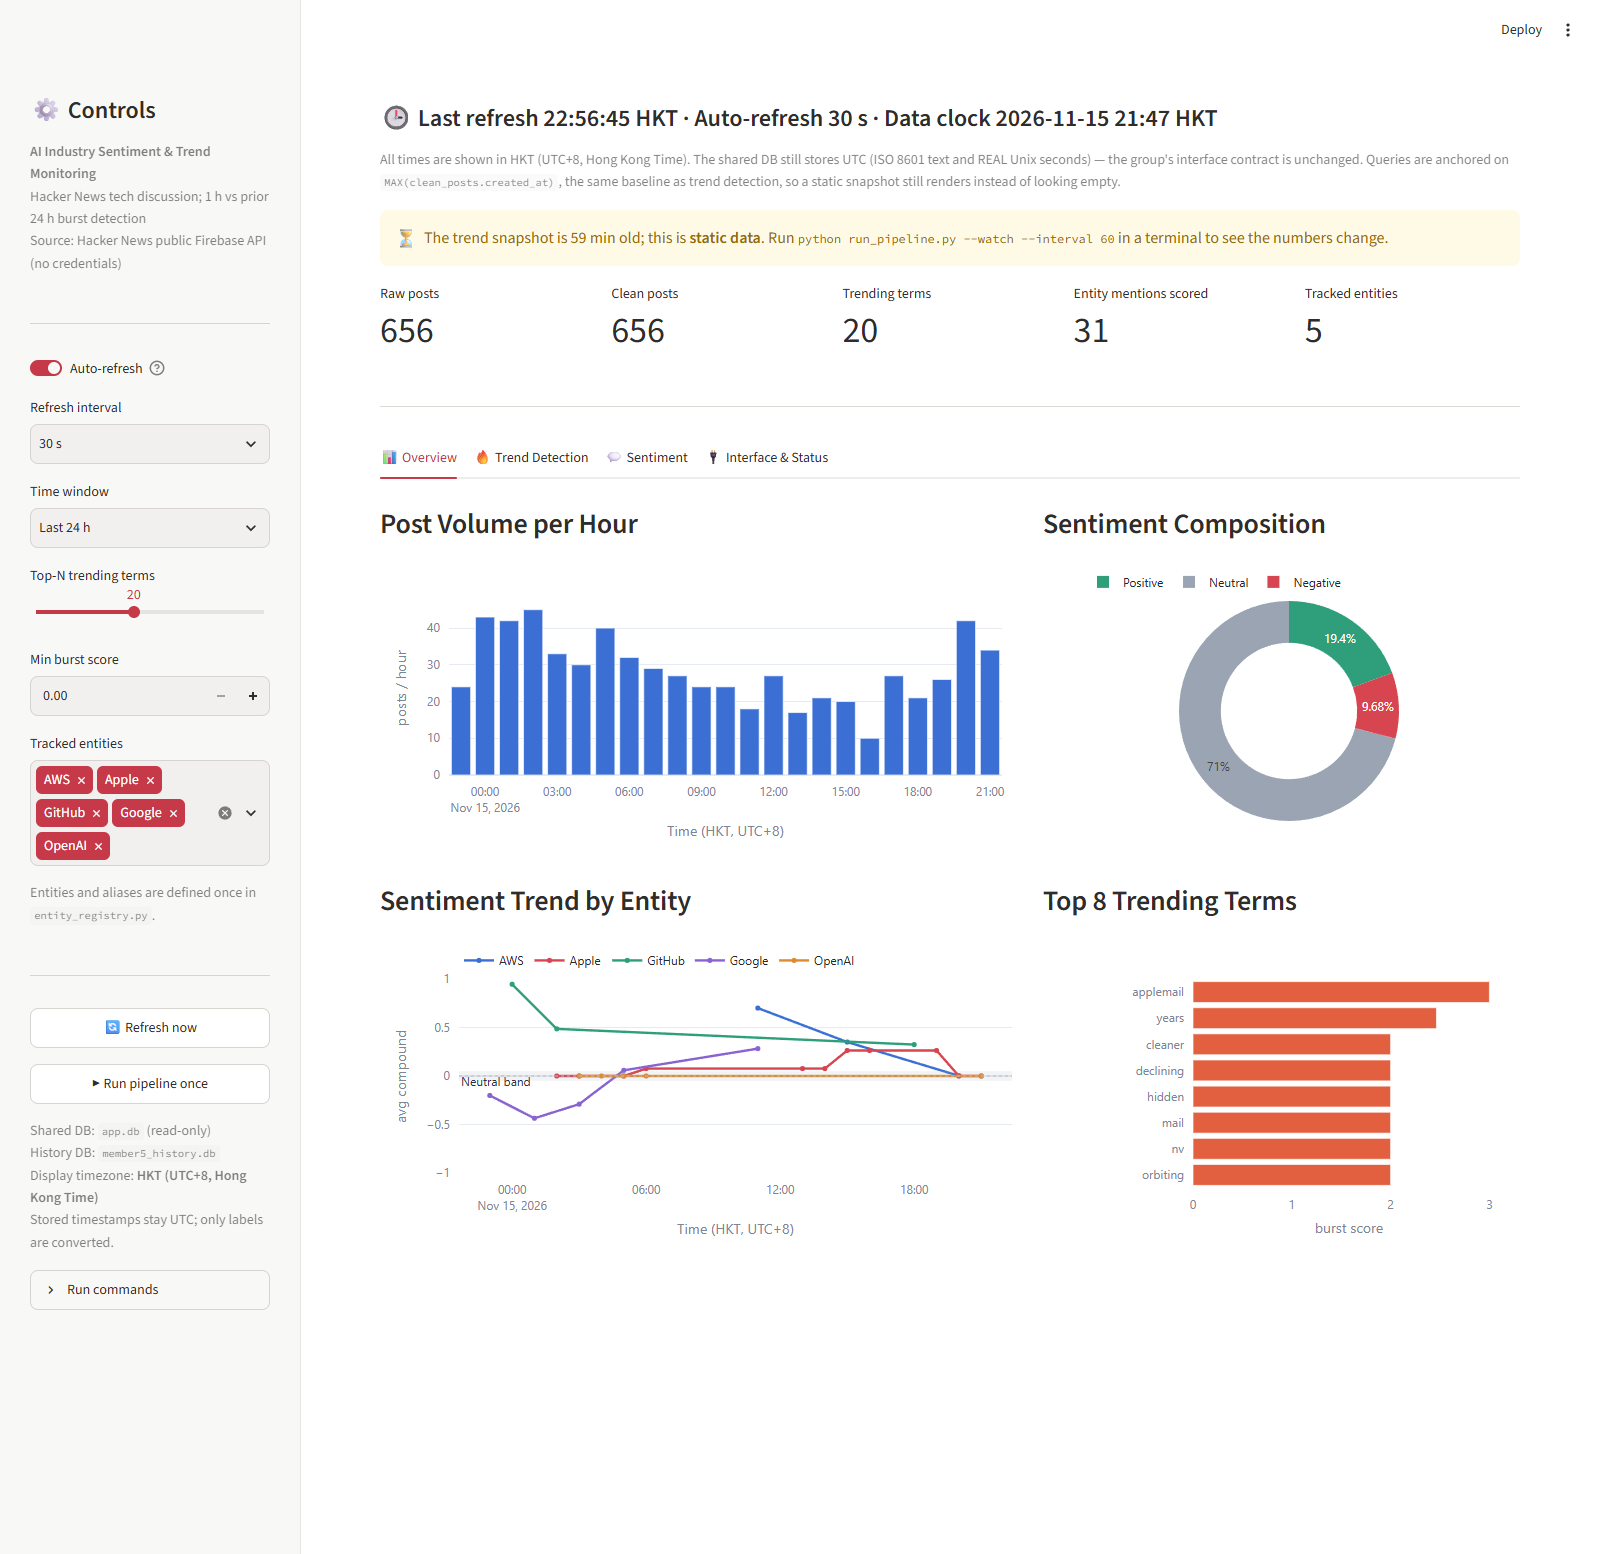 Deploy
Controls
AI Industry Sentiment & Trend
Monitoring
Hacker News tech discussion; 1 h vs prior
24 h burst detection
Source: Hacker News public Firebase API
(no credentials)
Auto-refresh
Refresh interval
30 s
Time window
Last 24 h
Top-N trending terms
20
Min burst score
0.00
Tracked entities
AWS × Apple ×
GitHub × Google ×
OpenAI ×
Entities and aliases are defined once in
entity_registry.py .
Refresh now
Run pipeline once
Shared DB: app.db (read-only)
History DB: member5_history.db
Display timezone: HKT (UTC+8, Hong
Kong Time)
Stored timestamps stay UTC; only labels
are converted.
Run commands
Last refresh 22:56:45 HKT · Auto-refresh 30 s · Data clock 2026-11-15 21:47 HKT
All times are shown in HKT (UTC+8, Hong Kong Time). The shared DB still stores UTC (ISO 8601 text and REAL Unix seconds) — the group's interface contract is unchanged. Queries are anchored on
MAX(clean_posts.created_at) , the same baseline as trend detection, so a static snapshot still renders instead of looking empty.
The trend snapshot is 59 min old; this is static data. Run python run_pipeline.py --watch --interval 60 in a terminal to see the numbers change.
Raw posts
656
Clean posts
656
Trending terms
20
Entity mentions scored
31
Tracked entities
5
Overview Trend Detection Sentiment Interface & Status
Post Volume per Hour
posts / hour
40
30
20
10
0
00:00 03:00 06:00 09:00 12:00 15:00 18:00 21:00
Nov 15, 2026
Time (HKT, UTC+8)
Sentiment Composition
Positive Neutral Negative
19.4%
9.68%
71%
Sentiment Trend by Entity
AWS Apple GitHub Google OpenAI
avg compound
1
0.5
0
Neutral band
−0.5
−1
00:00 06:00 12:00 18:00
Nov 15, 2026
Time (HKT, UTC+8)
Top 8 Trending Terms
applemail
years
cleaner
declining
hidden
mail
nv
orbiting
0 1 2 3
burst score